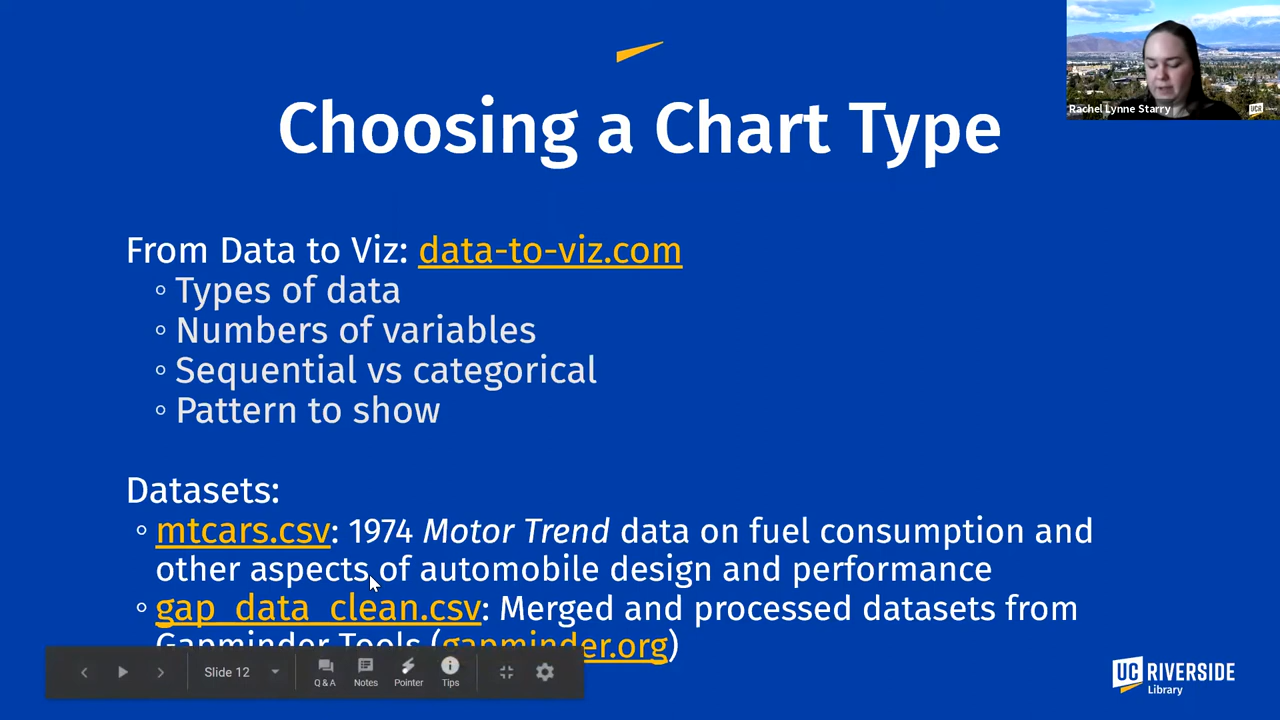 Choosing a Chart Type
Rachel Lynne Starry
UCR
From Data to Viz: data-to-viz.com
◦ Types of data
◦ Numbers of variables
◦ Sequential vs categorical
◦ Pattern to show
Datasets:
◦ mtcars.csv: 1974 Motor Trend data on fuel consumption and
other aspects of automobile design and performance
◦ gap_data_clean.csv: Merged and processed datasets from
Gapminder Tools (gapminder.org)
Slide 12
Q & A
Notes
Pointer
Tips
UC RIVERSIDE
Library